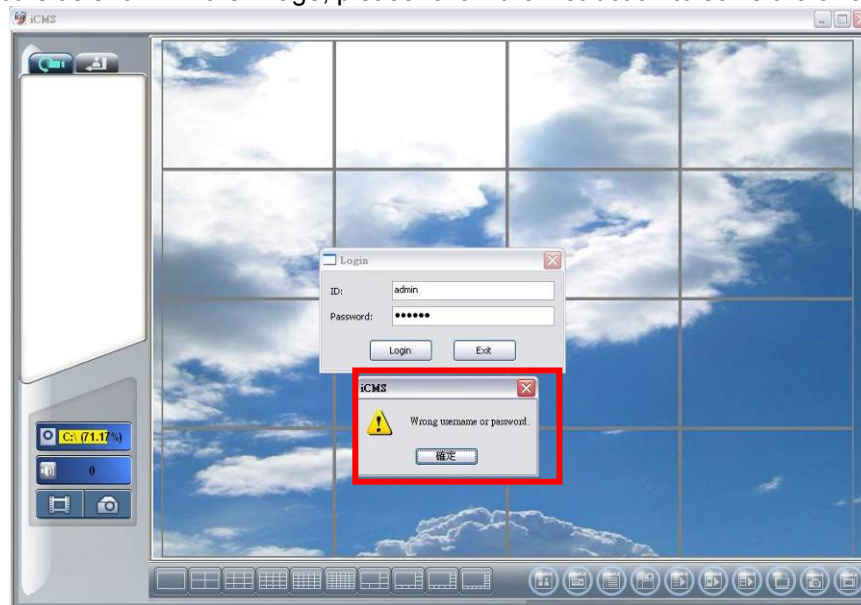 iCMS
Login
ID:
admin
Password:
••••••
Login
Exit
iCMS
Wrong username or password.
確定
C:\ (71.17%)
0